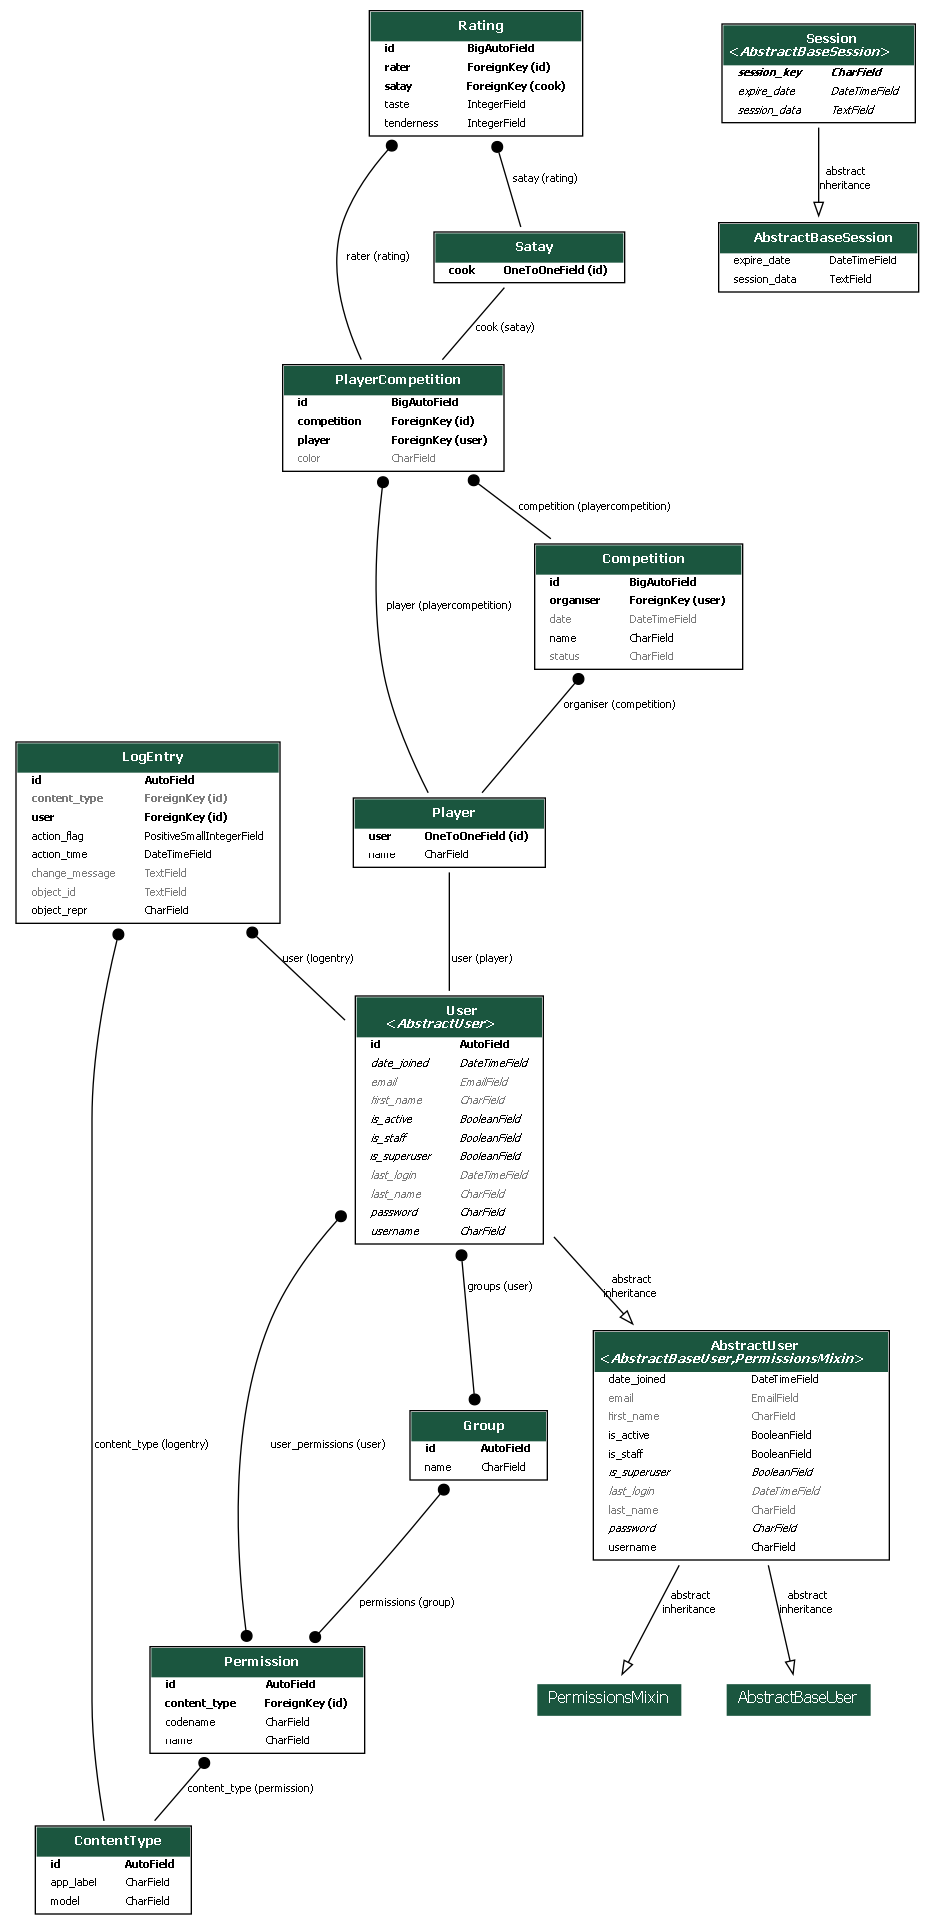 Rating
id BigAutoField
rater ForeignKey (id)
satay ForeignKey (cook)
taste IntegerField
tenderness IntegerField
Session
<AbstractBaseSession>
session_key CharField
expire_date DateTimeField
session_data TextField
satay (rating)
abstract
inheritance
rater (rating)
Satay
cook OneToOneField (id)
AbstractBaseSession
expire_date DateTimeField
session_data TextField
cook (satay)
PlayerCompetition
id BigAutoField
competition ForeignKey (id)
player ForeignKey (user)
color CharField
competition (playercompetition)
player (playercompetition)
Competition
id BigAutoField
organiser ForeignKey (user)
date DateTimeField
name CharField
status CharField
organiser (competition)
LogEntry
id AutoField
content_type ForeignKey (id)
user ForeignKey (id)
action_flag PositiveSmallIntegerField
action_time DateTimeField
change_message TextField
object_id TextField
object_repr CharField
Player
user OneToOneField (id)
name CharField
user (logentry)
user (player)
User
<AbstractUser>
id AutoField
date_joined DateTimeField
email EmailField
first_name CharField
is_active BooleanField
is_staff BooleanField
is_superuser BooleanField
last_login DateTimeField
last_name CharField
password CharField
username CharField
groups (user)
abstract
inheritance
AbstractUser
<AbstractBaseUser,PermissionsMixin>
date_joined DateTimeField
email EmailField
first_name CharField
is_active BooleanField
is_staff BooleanField
is_superuser BooleanField
last_login DateTimeField
last_name CharField
password CharField
username CharField
content_type (logentry)
user_permissions (user)
Group
id AutoField
name CharField
permissions (group)
abstract
inheritance
abstract
inheritance
Permission
id AutoField
content_type ForeignKey (id)
codename CharField
name CharField
PermissionsMixin
AbstractBaseUser
content_type (permission)
ContentType
id AutoField
app_label CharField
model CharField